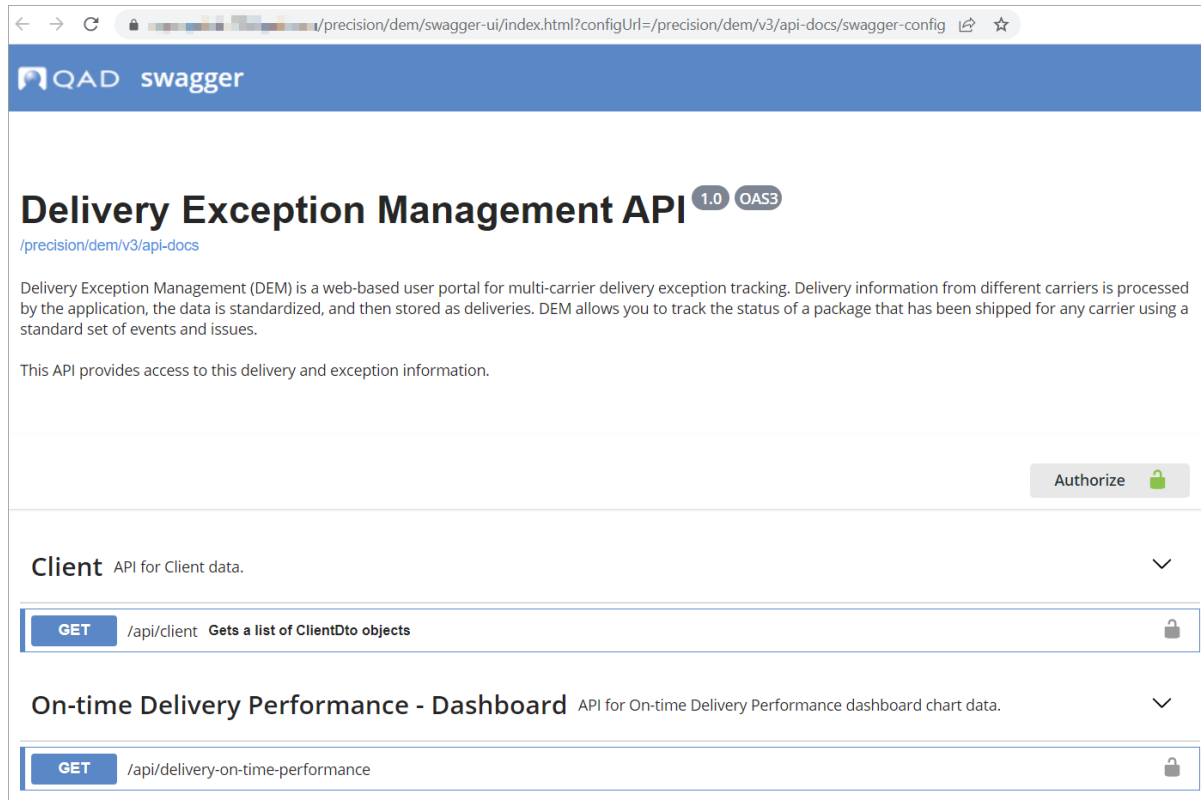 /precision/dem/swagger-ui/index.html?configUrl=/precision/dem/v3/api-docs/swagger-config
QAD swagger
Delivery Exception Management API 1.0 OAS3
/precision/dem/v3/api-docs
Delivery Exception Management (DEM) is a web-based user portal for multi-carrier delivery exception tracking. Delivery information from different carriers is processed
by the application, the data is standardized, and then stored as deliveries. DEM allows you to track the status of a package that has been shipped for any carrier using a
standard set of events and issues.
This API provides access to this delivery and exception information.
Authorize
Client API for Client data.
GET /api/client Gets a list of ClientDto objects
On-time Delivery Performance - Dashboard API for On-time Delivery Performance dashboard chart data.
GET /api/delivery-on-time-performance